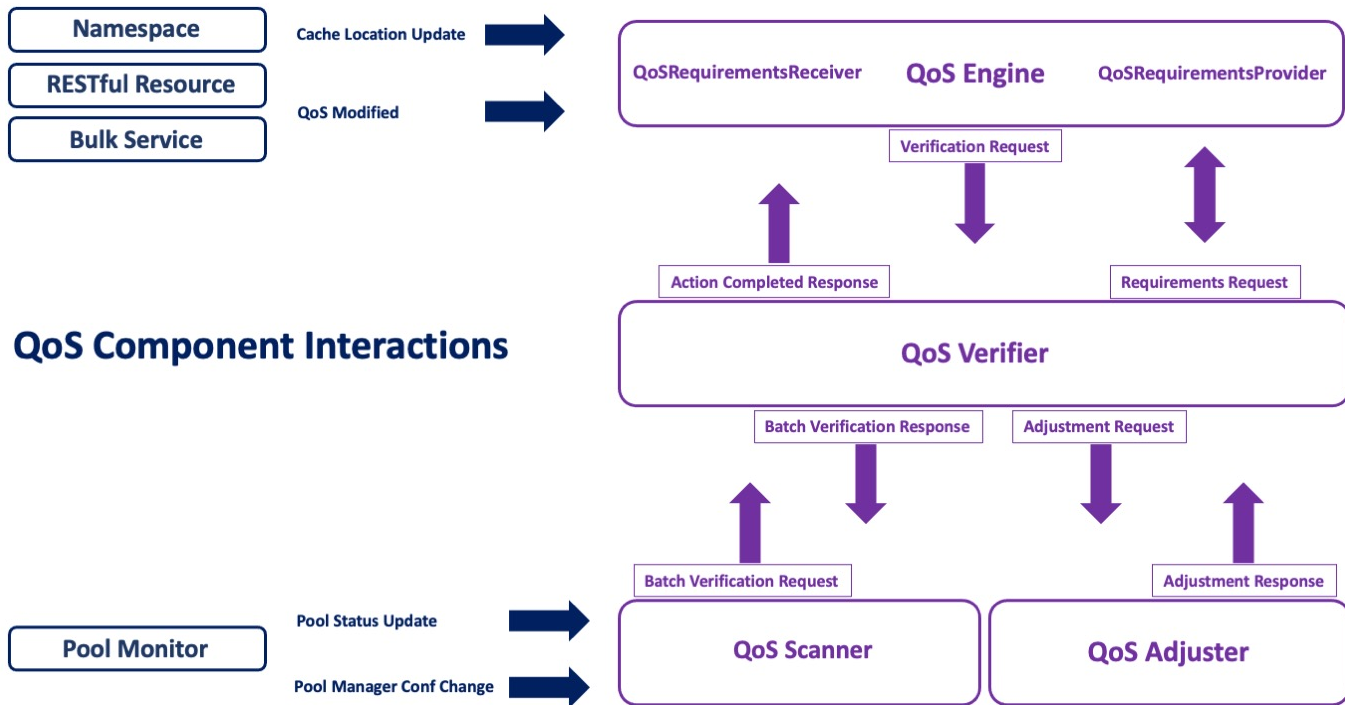 Namespace
Cache Location Update
RESTful Resource
QoS Modified
Bulk Service
QoSRequirementsReceiver
QoS Engine
QoSRequirementsProvider
Verification Request
Action Completed Response
Requirements Request
QoS Component Interactions
QoS Verifier
Batch Verification Response
Adjustment Request
Batch Verification Request
Adjustment Response
Pool Status Update
Pool Monitor
Pool Manager Conf Change
QoS Scanner
QoS Adjuster